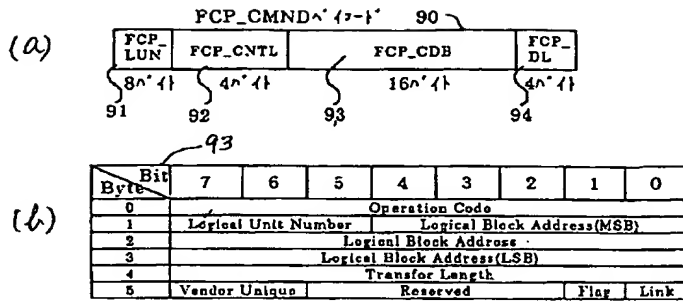 FCP_CMNDペイロード 90
(a)
FCP_LUN FCP_CNTL FCP_CDB FCP_DL
8バイト 4バイト 16バイト 4バイト
91 92 93 94
93
(b)
Byte Bit 7 6 5 4 3 2 1 0
0 Operation Code
1 Logical Unit Number Logical Block Address(MSB)
2 Logical Block Address
3 Logical Block Address(LSB)
4 Transfer Length
5 Vendor Unique Reserved Flag Link